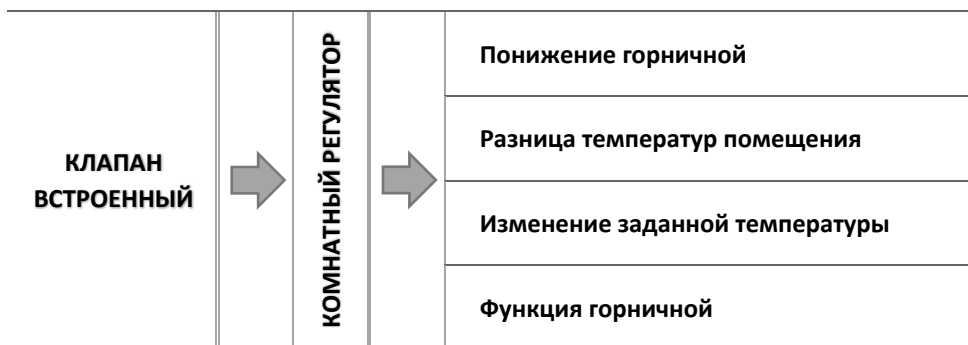 КЛАПАН
ВСТРОЕННЫЙ
КОМНАТНЫЙ РЕГУЛЯТОР
Понижение горничной
Разница температур помещения
Изменение заданной температуры
Функция горничной